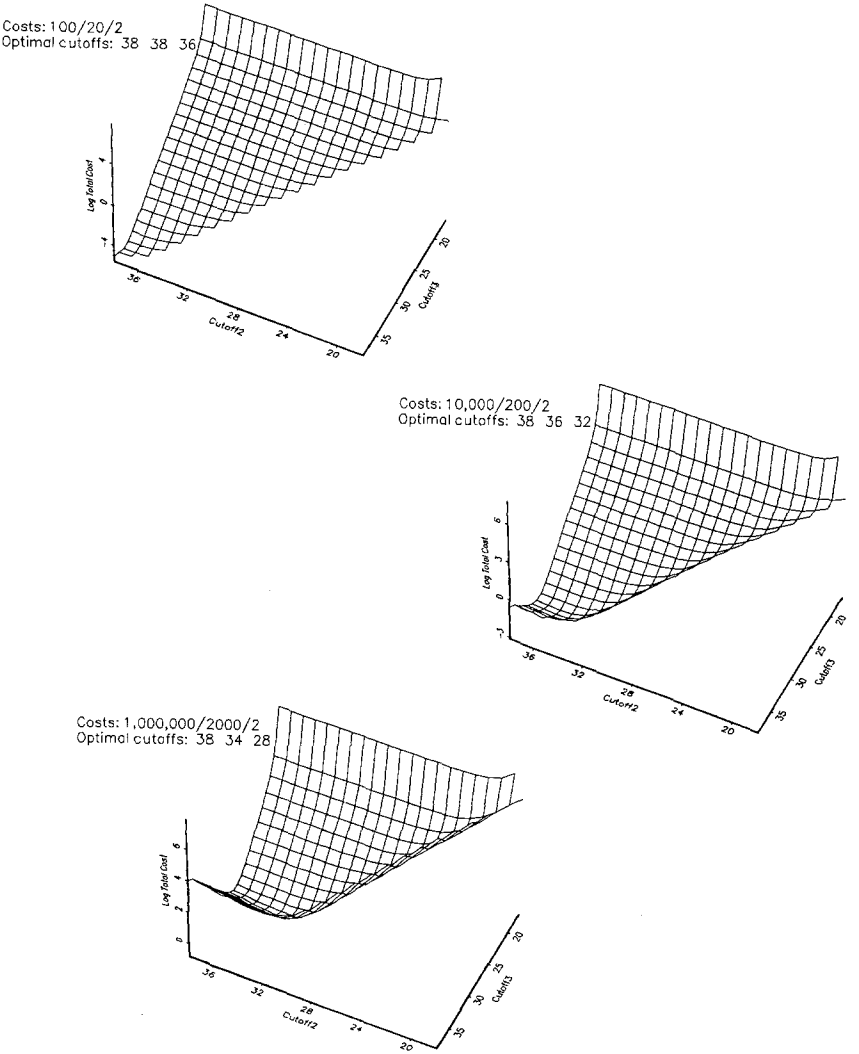 Costs: 100/20/2
Optimal cutoffs: 38 38 36
Log Total Cost
4
0
-4
36
32
28
24
20
Cutoff2
20
25
30
35
Cutoff3
Costs: 10,000/200/2
Optimal cutoffs: 38 36 32
Log Total Cost
6
3
0
-3
36
32
28
24
20
Cutoff2
20
25
30
35
Cutoff3
Costs: 1,000,000/2000/2
Optimal cutoffs: 38 34 28
Log Total Cost
6
4
2
0
36
32
28
24
20
Cutoff2
20
25
30
35
Cutoff3